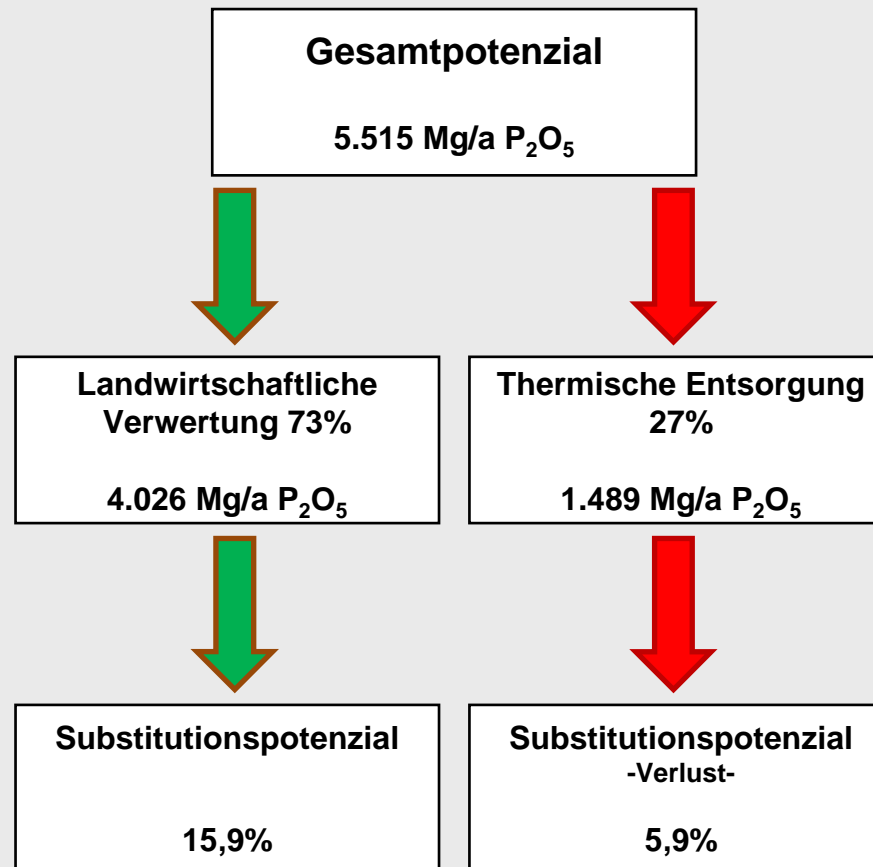 Gesamtpotenzial
5.515 Mg/a P₂O₅
Landwirtschaftliche
Verwertung 73%
4.026 Mg/a P₂O₅
Thermische Entsorgung
27%
1.489 Mg/a P₂O₅
Substitutionspotenzial
15,9%
Substitutionspotenzial
-Verlust-
5,9%